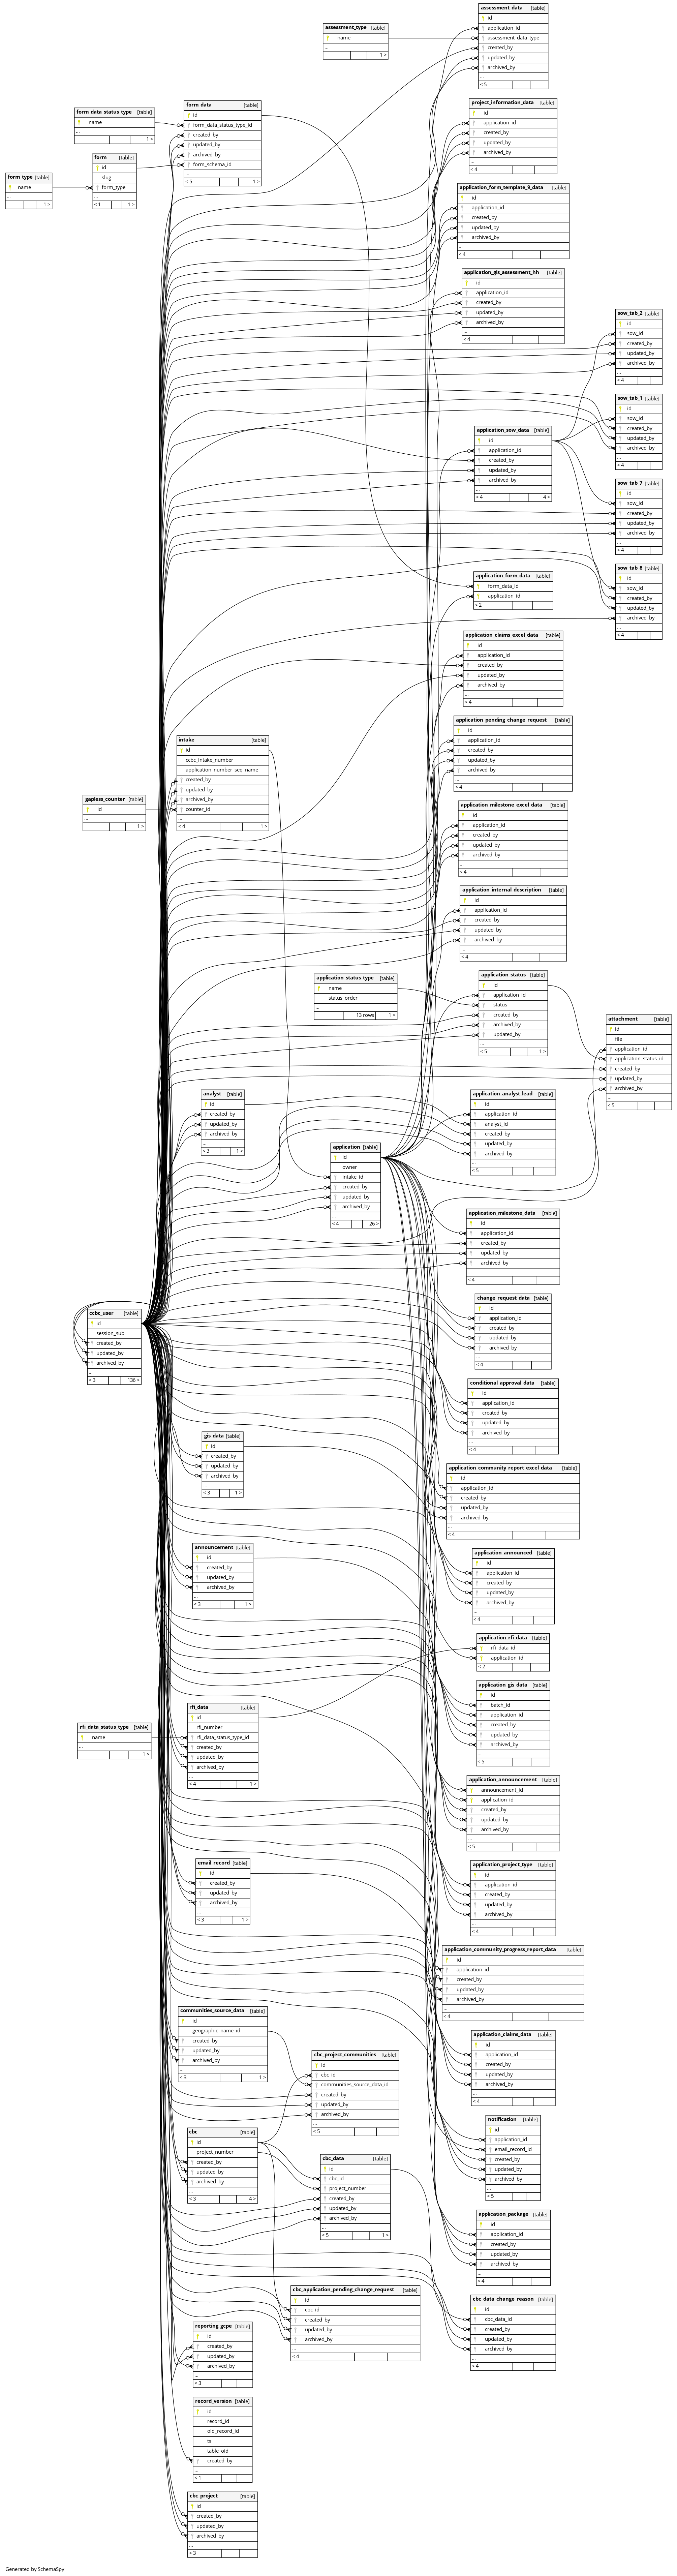 assessment_data [table]
id
application_id
assessment_data_type
created_by
updated_by
archived_by
...
< 5
assessment_type [table]
name
...
1 >
project_information_data [table]
id
application_id
created_by
updated_by
archived_by
...
< 4
form_data [table]
id
form_data_status_type_id
created_by
updated_by
archived_by
form_schema_id
...
< 5 1 >
form_data_status_type [table]
name
...
1 >
form [table]
id
slug
form_type
...
< 1 1 >
form_type [table]
name
...
1 >
application_form_template_9_data [table]
id
application_id
created_by
updated_by
archived_by
...
< 4
application_gis_assessment_hh [table]
id
application_id
created_by
updated_by
archived_by
...
< 4
sow_tab_2 [table]
id
sow_id
created_by
updated_by
archived_by
...
< 4
sow_tab_1 [table]
id
sow_id
created_by
updated_by
archived_by
...
< 4
application_sow_data [table]
id
application_id
created_by
updated_by
archived_by
...
< 4 4 >
sow_tab_7 [table]
id
sow_id
created_by
updated_by
archived_by
...
< 4
sow_tab_8 [table]
id
sow_id
created_by
updated_by
archived_by
...
< 4
application_form_data [table]
form_data_id
application_id
< 2
application_claims_excel_data [table]
id
application_id
created_by
updated_by
archived_by
...
< 4
application_pending_change_request [table]
id
application_id
created_by
updated_by
archived_by
...
< 4
intake [table]
id
ccbc_intake_number
application_number_seq_name
created_by
updated_by
archived_by
counter_id
...
< 4 1 >
gapless_counter [table]
id
...
1 >
application_milestone_excel_data [table]
id
application_id
created_by
updated_by
archived_by
...
< 4
application_internal_description [table]
id
application_id
created_by
updated_by
archived_by
...
< 4
application_status_type [table]
name
status_order
...
13 rows 1 >
application_status [table]
id
application_id
status
created_by
archived_by
updated_by
...
< 5 1 >
attachment [table]
id
file
application_id
application_status_id
created_by
updated_by
archived_by
...
< 5
analyst [table]
id
created_by
updated_by
archived_by
...
< 3 1 >
application_analyst_lead [table]
id
application_id
analyst_id
created_by
updated_by
archived_by
...
< 5
application [table]
id
owner
intake_id
created_by
updated_by
archived_by
...
< 4 26 >
application_milestone_data [table]
id
application_id
created_by
updated_by
archived_by
...
< 4
ccbc_user [table]
id
session_sub
created_by
updated_by
archived_by
...
< 3 136 >
change_request_data [table]
id
application_id
created_by
updated_by
archived_by
...
< 4
conditional_approval_data [table]
id
application_id
created_by
updated_by
archived_by
...
< 4
gis_data [table]
id
created_by
updated_by
archived_by
...
< 3 1 >
application_community_report_excel_data [table]
id
application_id
created_by
updated_by
archived_by
...
< 4
announcement [table]
id
created_by
updated_by
archived_by
...
< 3 1 >
application_announced [table]
id
application_id
created_by
updated_by
archived_by
...
< 4
application_rfi_data [table]
rfi_data_id
application_id
< 2
application_gis_data [table]
id
batch_id
application_id
created_by
updated_by
archived_by
...
< 5
rfi_data [table]
id
rfi_number
rfi_data_status_type_id
created_by
updated_by
archived_by
...
< 4 1 >
rfi_data_status_type [table]
name
...
1 >
application_announcement [table]
announcement_id
application_id
created_by
updated_by
archived_by
...
< 5
email_record [table]
id
created_by
updated_by
archived_by
...
< 3 1 >
application_project_type [table]
id
application_id
created_by
updated_by
archived_by
...
< 4
application_community_progress_report_data [table]
id
application_id
created_by
updated_by
archived_by
...
< 4
communities_source_data [table]
id
geographic_name_id
created_by
updated_by
archived_by
...
< 3 1 >
application_claims_data [table]
id
application_id
created_by
updated_by
archived_by
...
< 4
cbc_project_communities [table]
id
cbc_id
communities_source_data_id
created_by
updated_by
archived_by
...
< 5
notification [table]
id
application_id
email_record_id
created_by
updated_by
archived_by
...
< 5
cbc [table]
id
project_number
created_by
updated_by
archived_by
...
< 3 4 >
cbc_data [table]
id
cbc_id
project_number
created_by
updated_by
archived_by
...
< 5 1 >
application_package [table]
id
application_id
created_by
updated_by
archived_by
...
< 4
cbc_application_pending_change_request [table]
id
cbc_id
created_by
updated_by
archived_by
...
< 4
cbc_data_change_reason [table]
id
cbc_data_id
created_by
updated_by
archived_by
...
< 4
reporting_gcpe [table]
id
created_by
updated_by
archived_by
...
< 3
record_version [table]
id
record_id
old_record_id
ts
table_oid
created_by
...
< 1
cbc_project [table]
id
created_by
updated_by
archived_by
...
< 3
Generated by SchemaSpy